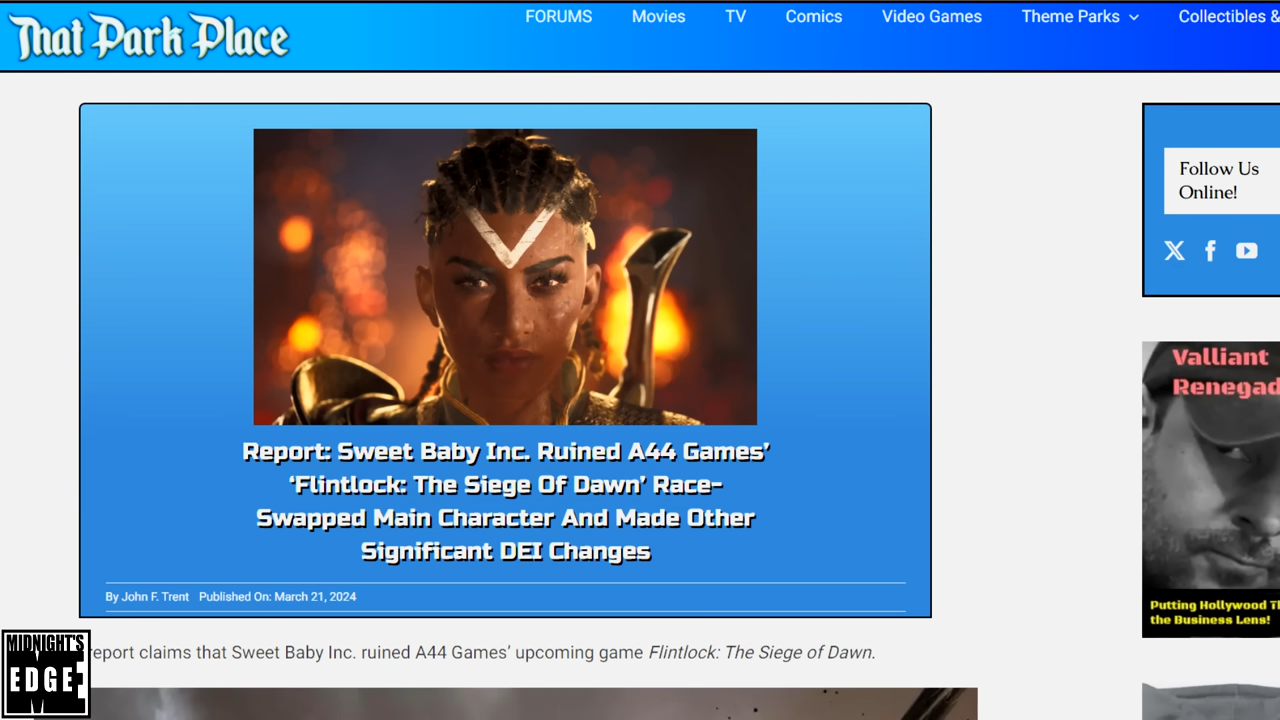 That Park Place
FORUMS Movies TV Comics Video Games Theme Parks Collectibles &
Follow Us
Online!
Report: Sweet Baby Inc. Ruined A44 Games’
‘Flintlock: The Siege Of Dawn’ Race-
Swapped Main Character And Made Other
Significant DEI Changes
By John F. Trent Published On: March 21, 2024
Valliant
Renegad
Putting Hollywood Th
the Business Lens!
MIDNIGHT'S
EDGE
ME
report claims that Sweet Baby Inc. ruined A44 Games’ upcoming game Flintlock: The Siege of Dawn.